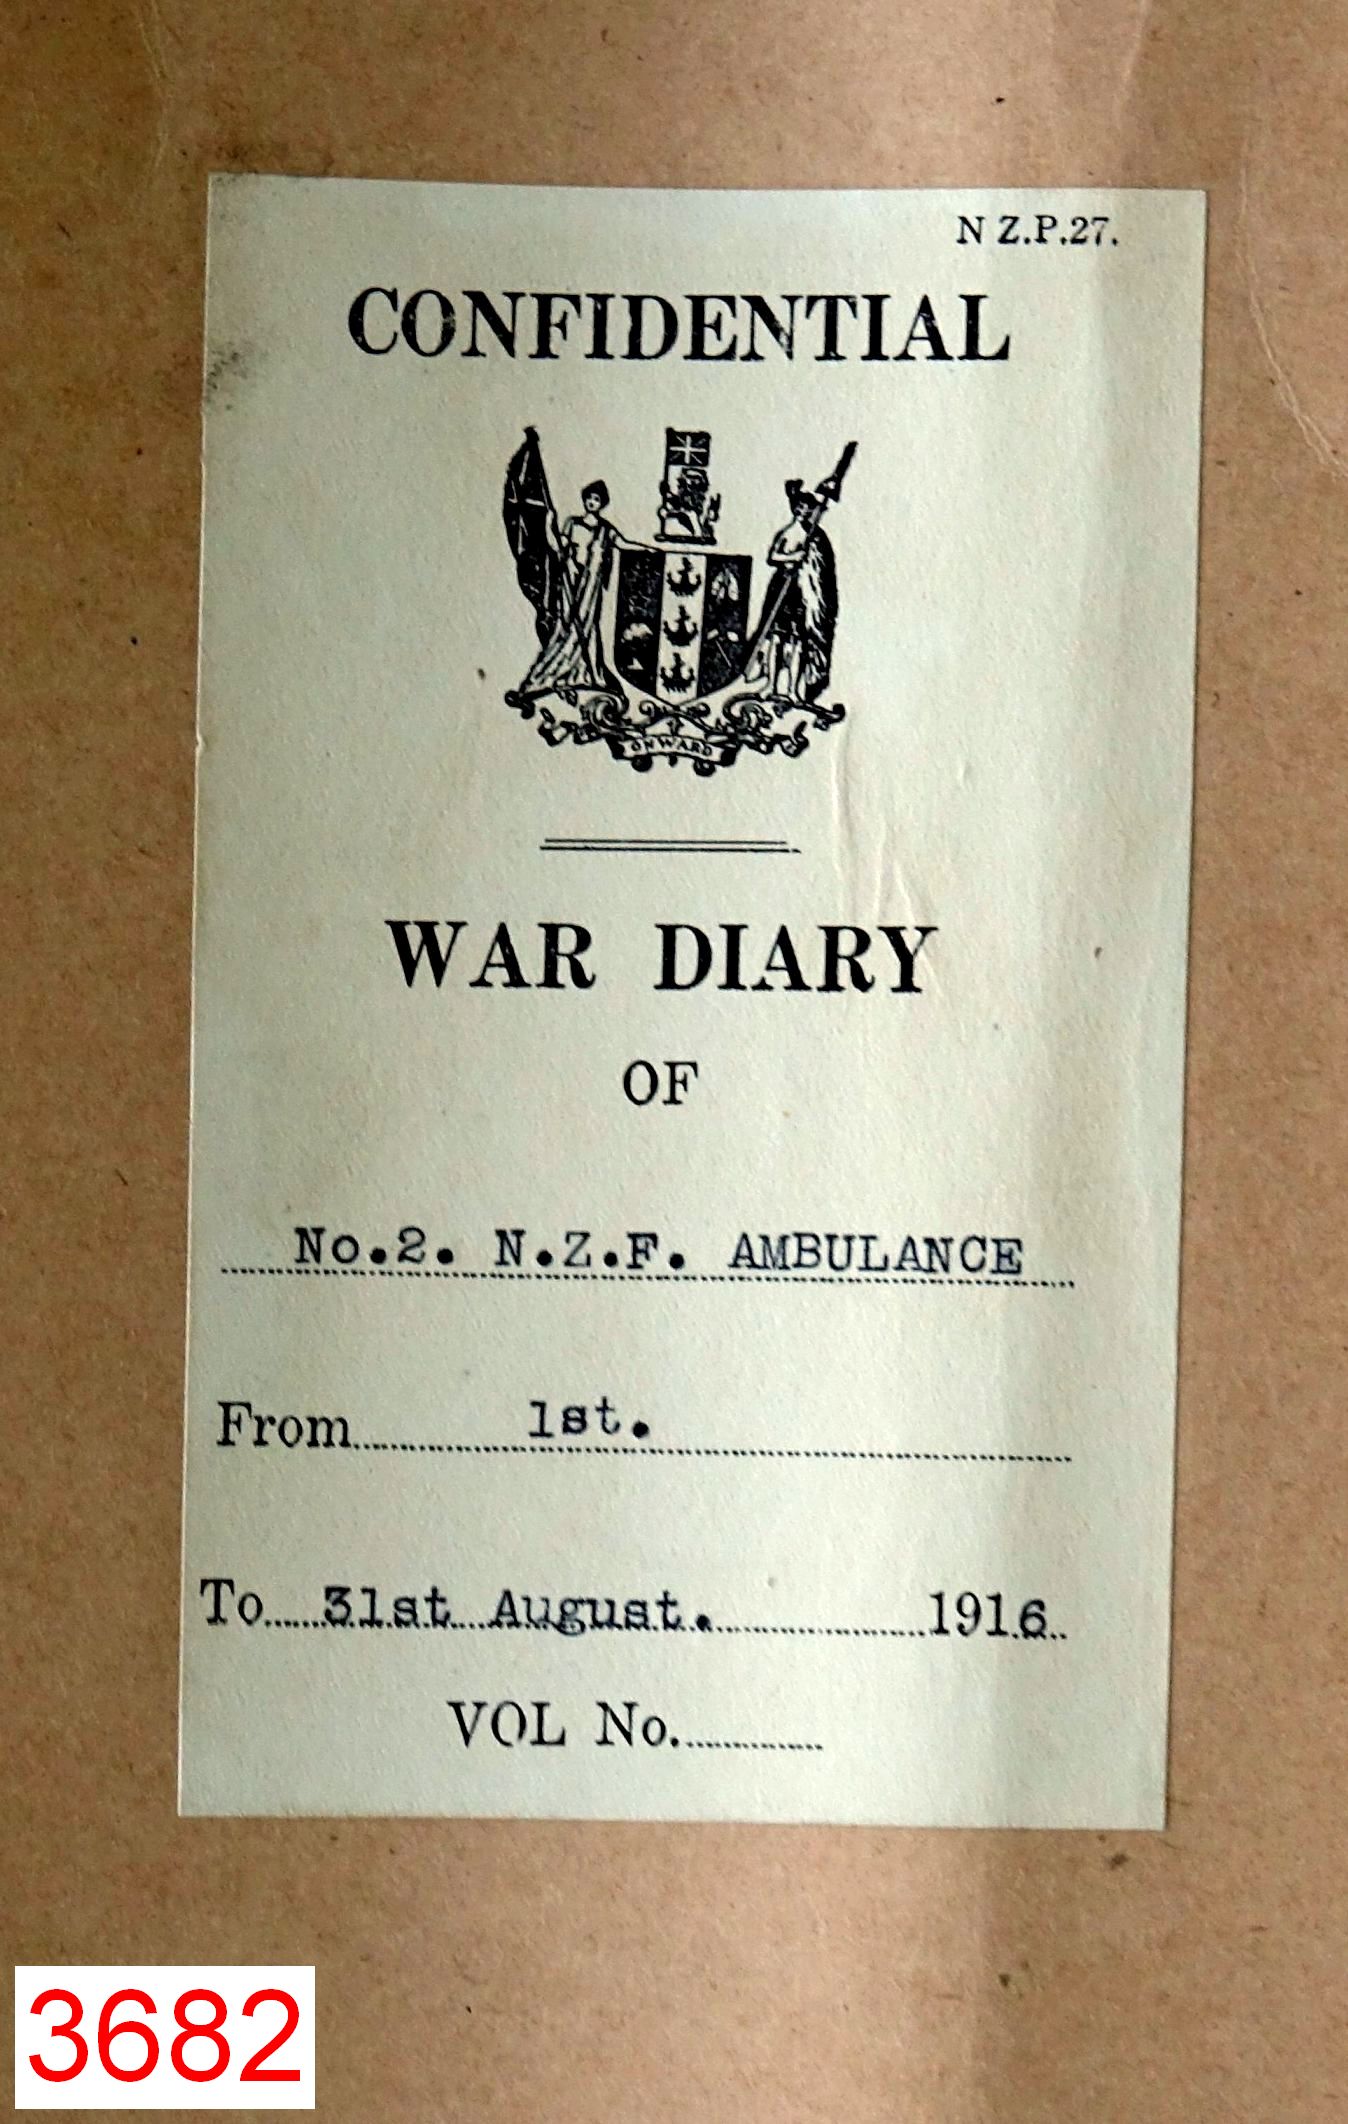 N Z.P.27.
CONFIDENTIAL
ONWARD
WAR DIARY
OF
No.2. N.Z.F. AMBULANCE
From 1st.
To 31st August. 1916
VOL No.
3682